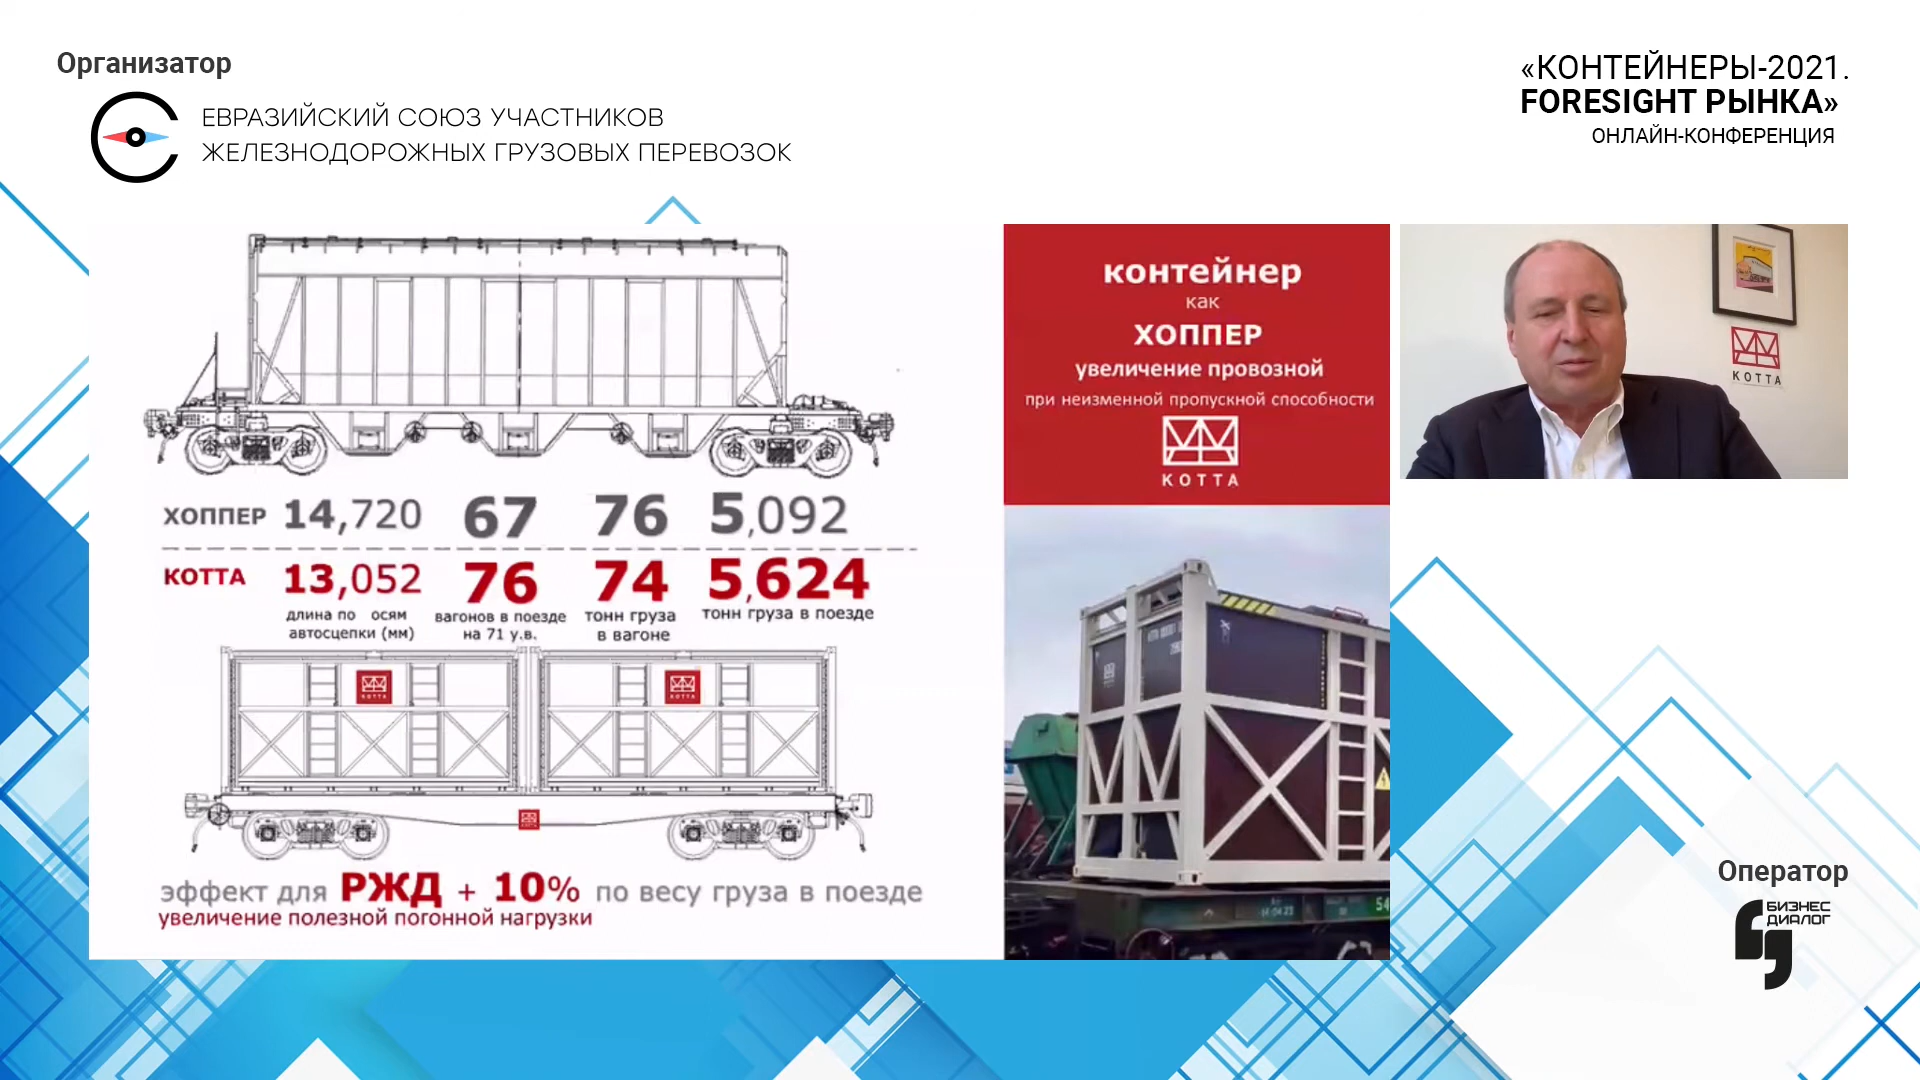 Организатор
ЕВРАЗИЙСКИЙ СОЮЗ УЧАСТНИКОВ
ЖЕЛЕЗНОДОРОЖНЫХ ГРУЗОВЫХ ПЕРЕВОЗОК
«КОНТЕЙНЕРЫ-2021.
FORESIGHT РЫНКА»
ОНЛАЙН-КОНФЕРЕНЦИЯ
ХОППЕР 14,720 67 76 5,092
КОТТА 13,052 76 74 5,624
длина по осям автосцепки (мм)
вагонов в поезде на 71 у.в.
тонн груза в вагоне
тонн груза в поезде
КОТТА
КОТТА
эффект для РЖД + 10% по весу груза в поезде
увеличение полезной погонной нагрузки
контейнер
как
ХОППЕР
увеличение провозной
при неизменной пропускной способности
КОТТА
54
КОТТА
Оператор
БИЗНЕС
ДИАЛОГ